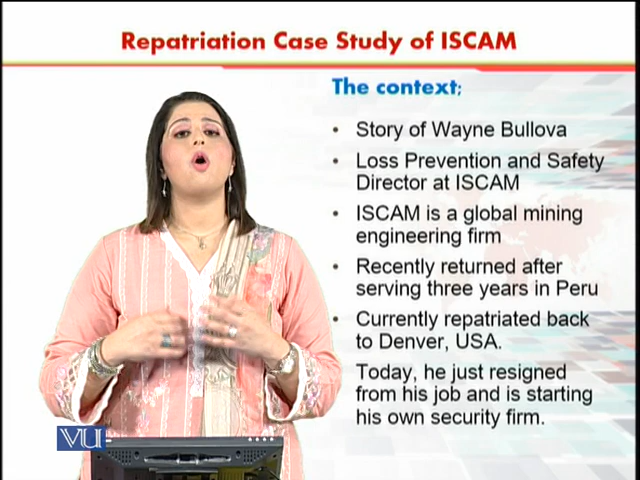 Repatriation Case Study of ISCAM
The context;
• Story of Wayne Bullova
• Loss Prevention and Safety
Director at ISCAM
• ISCAM is a global mining
engineering firm
• Recently returned after
serving three years in Peru
• Currently repatriated back
to Denver, USA.
Today, he just resigned
from his job and is starting
his own security firm.
VU